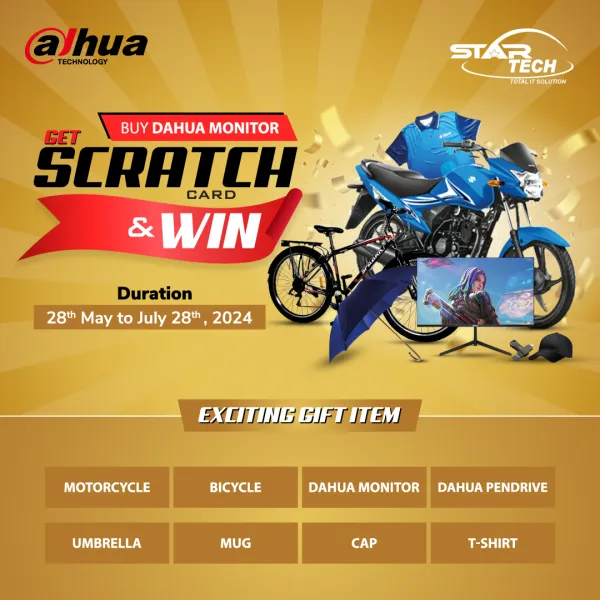 alhua
TECHNOLOGY
STAR
TECH
TOTAL IT SOLUTION
BUY DAHUA MONITOR
GET
SCRATCH
CARD
& WIN
Duration
28th May to July 28th , 2024
EXCITING GIFT ITEM
MOTORCYCLE
BICYCLE
DAHUA MONITOR
DAHUA PENDRIVE
UMBRELLA
MUG
CAP
T-SHIRT